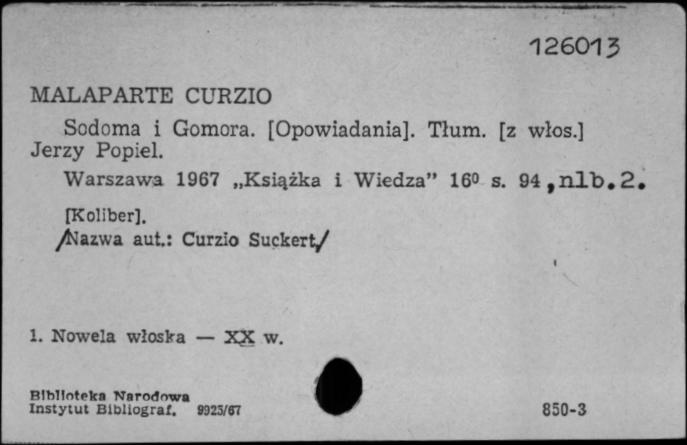 126013
MALAPARTE CURZIO
Sodoma i Gomora. [Opowiadania]. Tłum. [z włos.]
Jerzy Popiel.
Warszawa 1967 „Książka i Wiedza” 16⁰ s. 94, nlb. 2.
[Koliber].
/Nazwa aut.: Curzio Suckert/
1. Nowela włoska — XX w.
Biblioteka Narodowa
Instytut Bibliograf. 9925/67
850-3